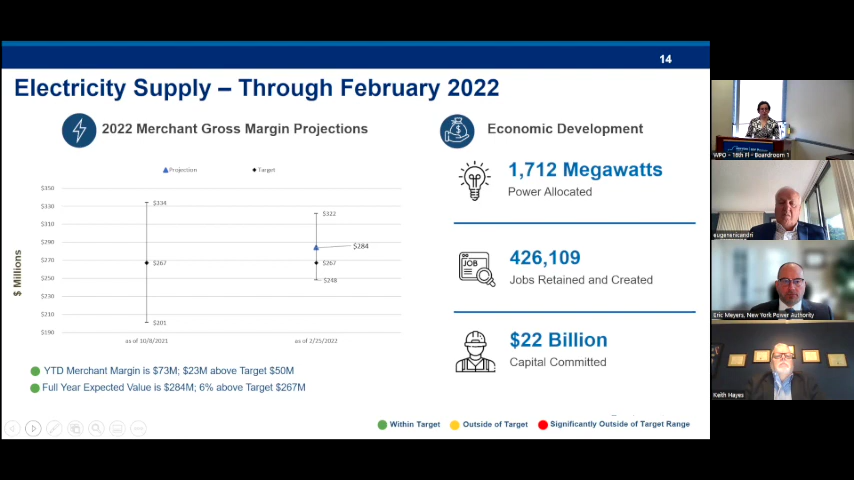 14
Electricity Supply – Through February 2022
2022 Merchant Gross Margin Projections
Projection
Target
$ Millions
$350
$330
$310
$290
$270
$250
$230
$210
$190
$334
$267
$201
$322
$284
$267
$248
as of 10/8/2021
as of 2/25/2022
YTD Merchant Margin is $73M; $23M above Target $50M
Full Year Expected Value is $284M; 6% above Target $267M
Economic Development
1,712 Megawatts
Power Allocated
JOB
426,109
Jobs Retained and Created
$22 Billion
Capital Committed
Within Target
Outside of Target
Significantly Outside of Target Range
WPO - 16th Fl - Boardroom 1
eugenenicandri
Eric Meyers, New York Power Authority
Keith Hayes